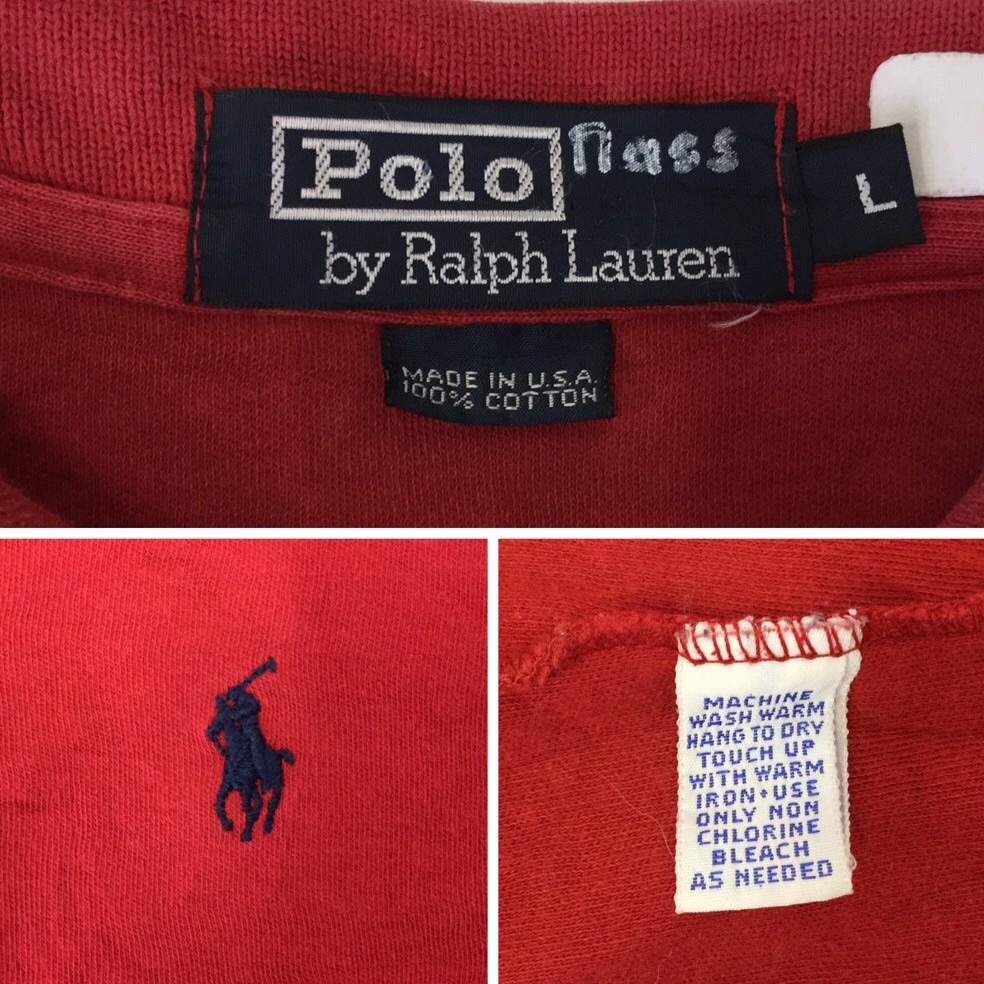 Polo
by Ralph Lauren
L
MADE IN U.S.A.
100% COTTON
MACHINE
WASH WARM
HANG TO DRY
TOUCH UP
WITH WARM
IRON•USE
ONLY NON
CHLORINE
BLEACH
AS NEEDED